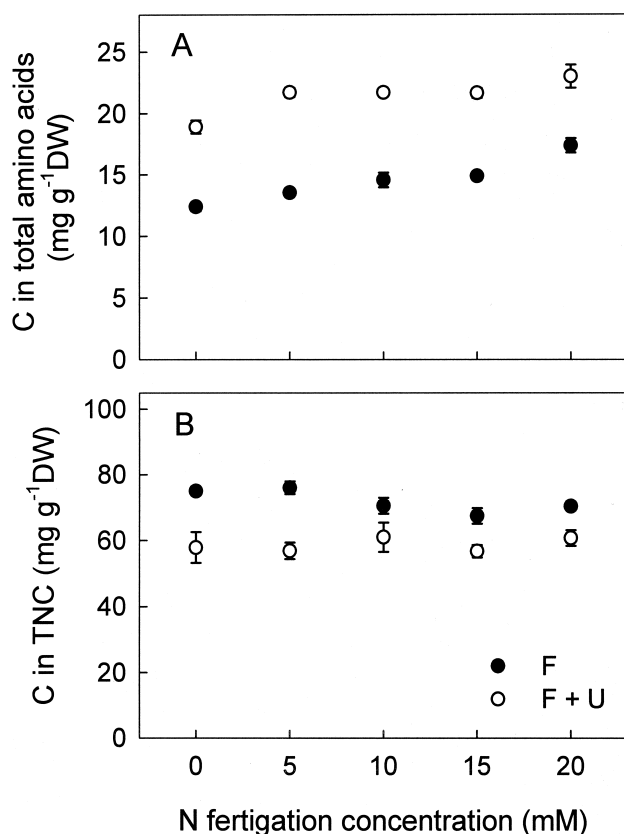 A
C in total amino acids
(mg g⁻¹DW)
25
20
15
10
5
0
B
C in TNC (mg g⁻¹DW)
100
80
60
40
20
0
F
F + U
0 5 10 15 20
N fertigation concentration (mM)